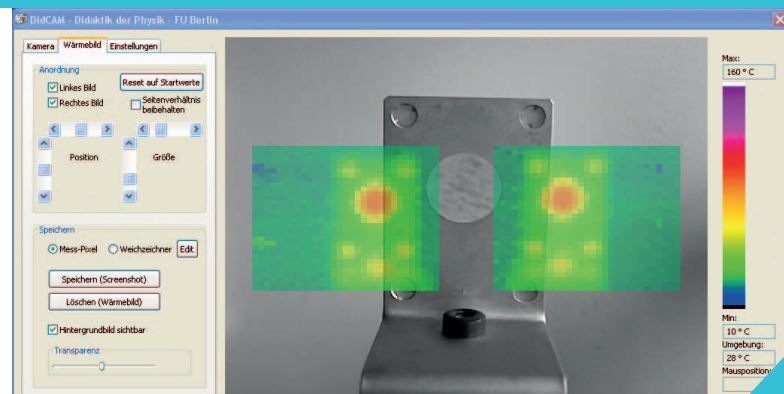 DidCAM - Didaktik der Physik - FU Berlin
Kamera Wärmebild Einstellungen
Anordnung
Linkes Bild
Rechtes Bild
Reset auf Startwerte
Seitenverhältnis
beibehalten
Position
Größe
Speichern
Mess-Pixel Weichzeichner Edit
Speichern (Screenshot)
Löschen (Wärmebild)
Hintergrundbild sichtbar
Transparenz
Max:
160 ° C
Min:
10 ° C
Umgebung:
28 ° C
Mausposition: